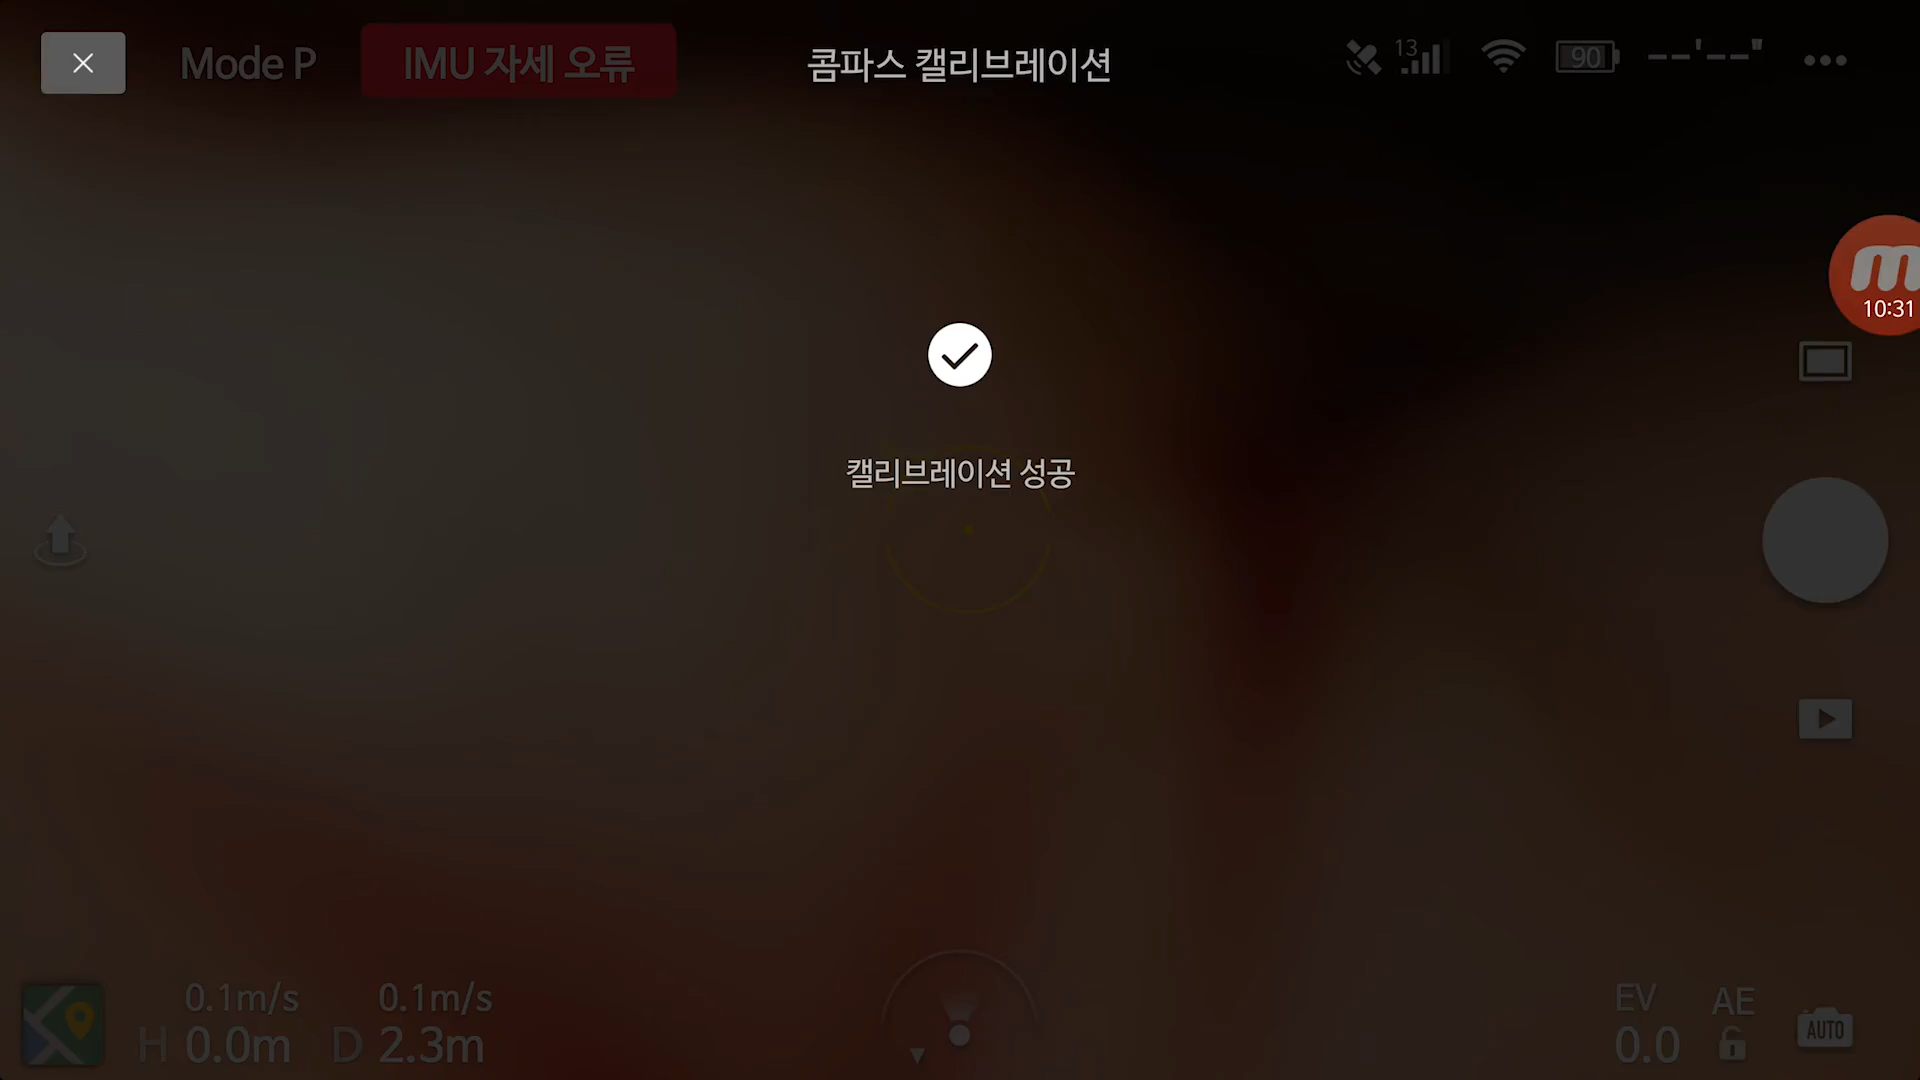 Mode P
IMU 자세 오류
콤파스 캘리브레이션
13
90
--'--"
10:31
캘리브레이션 성공
0.1m/s 0.1m/s
H 0.0m D 2.3m
EV AE
0.0
AUTO